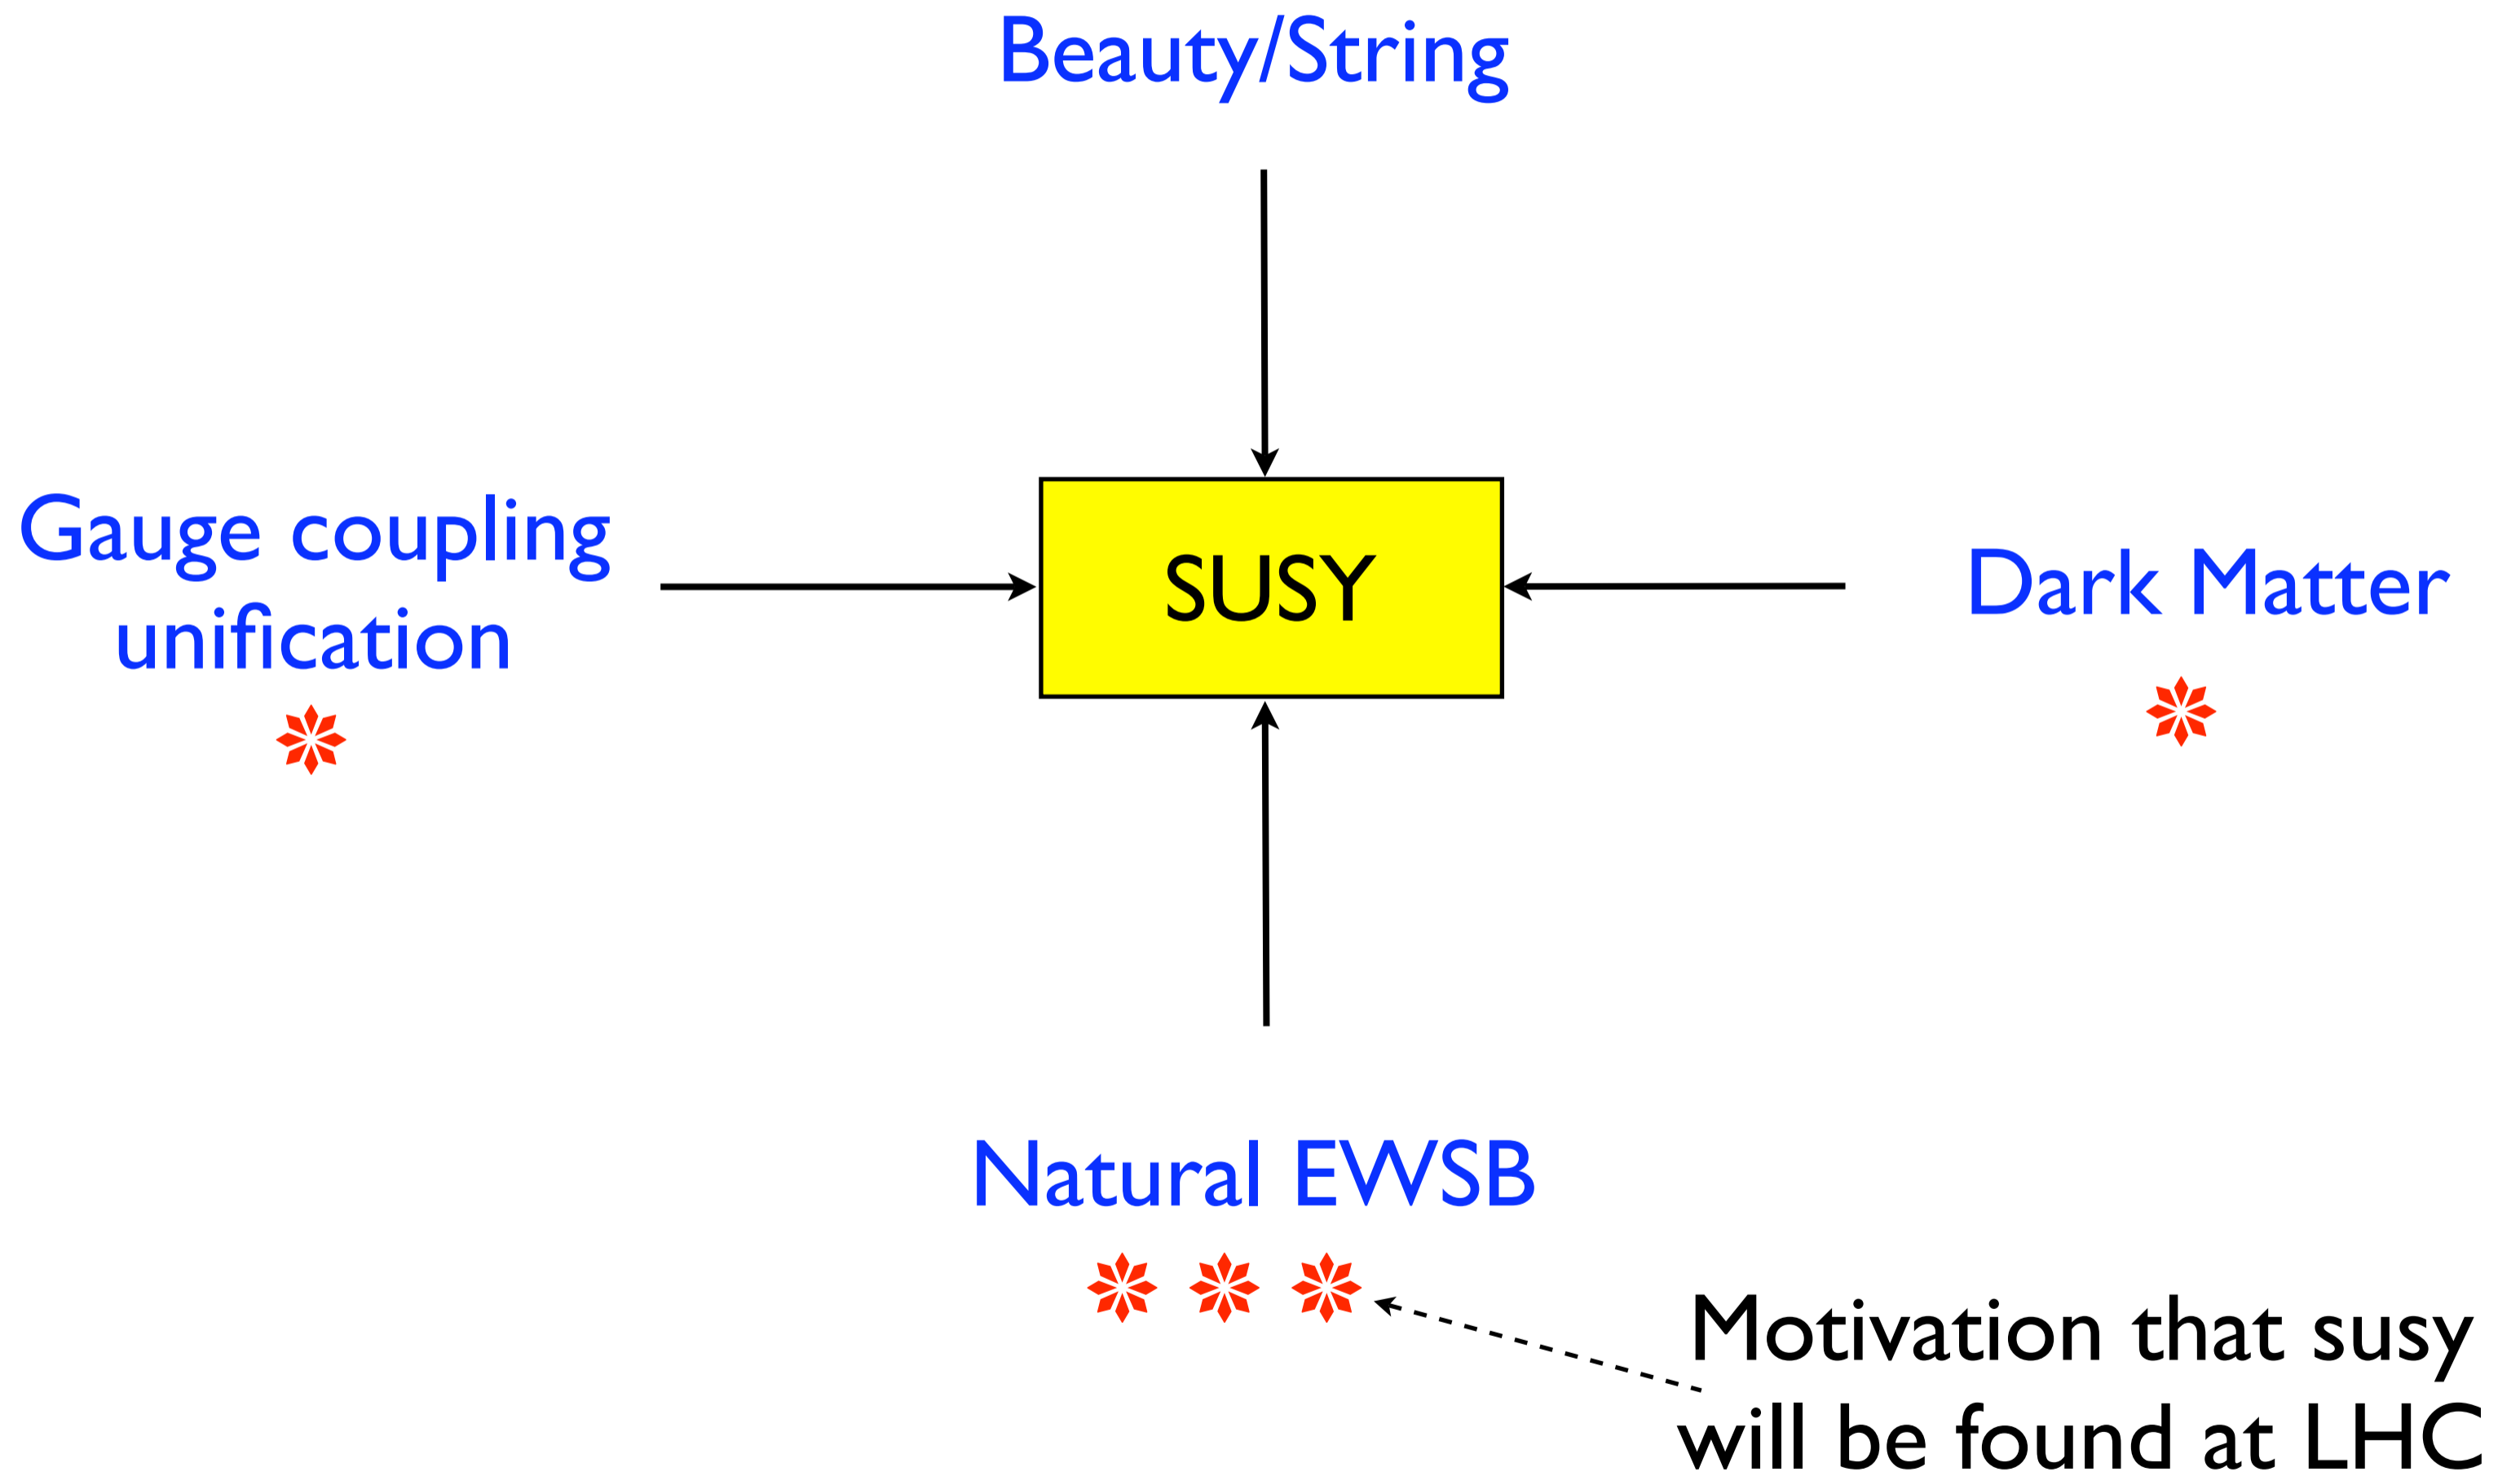 Beauty/String
Gauge coupling
unification
SUSY
Dark Matter
Natural EWSB
Motivation that susy
will be found at LHC